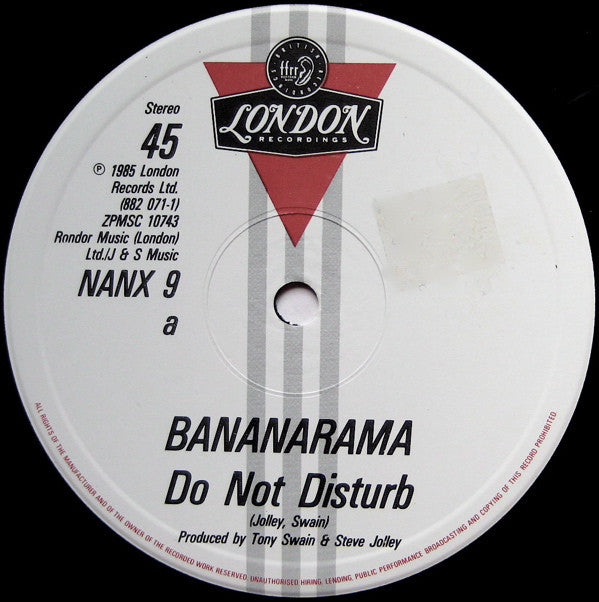 BRITISH RECORDINGS
ffrr
LONDON
RECORDINGS
Stereo
45
℗ 1985 London
Records Ltd.
(882 071-1)
ZPMSC 10743
Rondor Music (London)
Ltd./J & S Music
NANX 9
a
BANANARAMA
Do Not Disturb
(Jolley, Swain)
Produced by Tony Swain & Steve Jolley
ALL RIGHTS OF THE MANUFACTURER AND OF THE OWNER OF THE RECORDED WORK RESERVED. UNAUTHORISED HIRING, LENDING, PUBLIC PERFORMANCE BROADCASTING AND COPYING OF THIS RECORD PROHIBITED